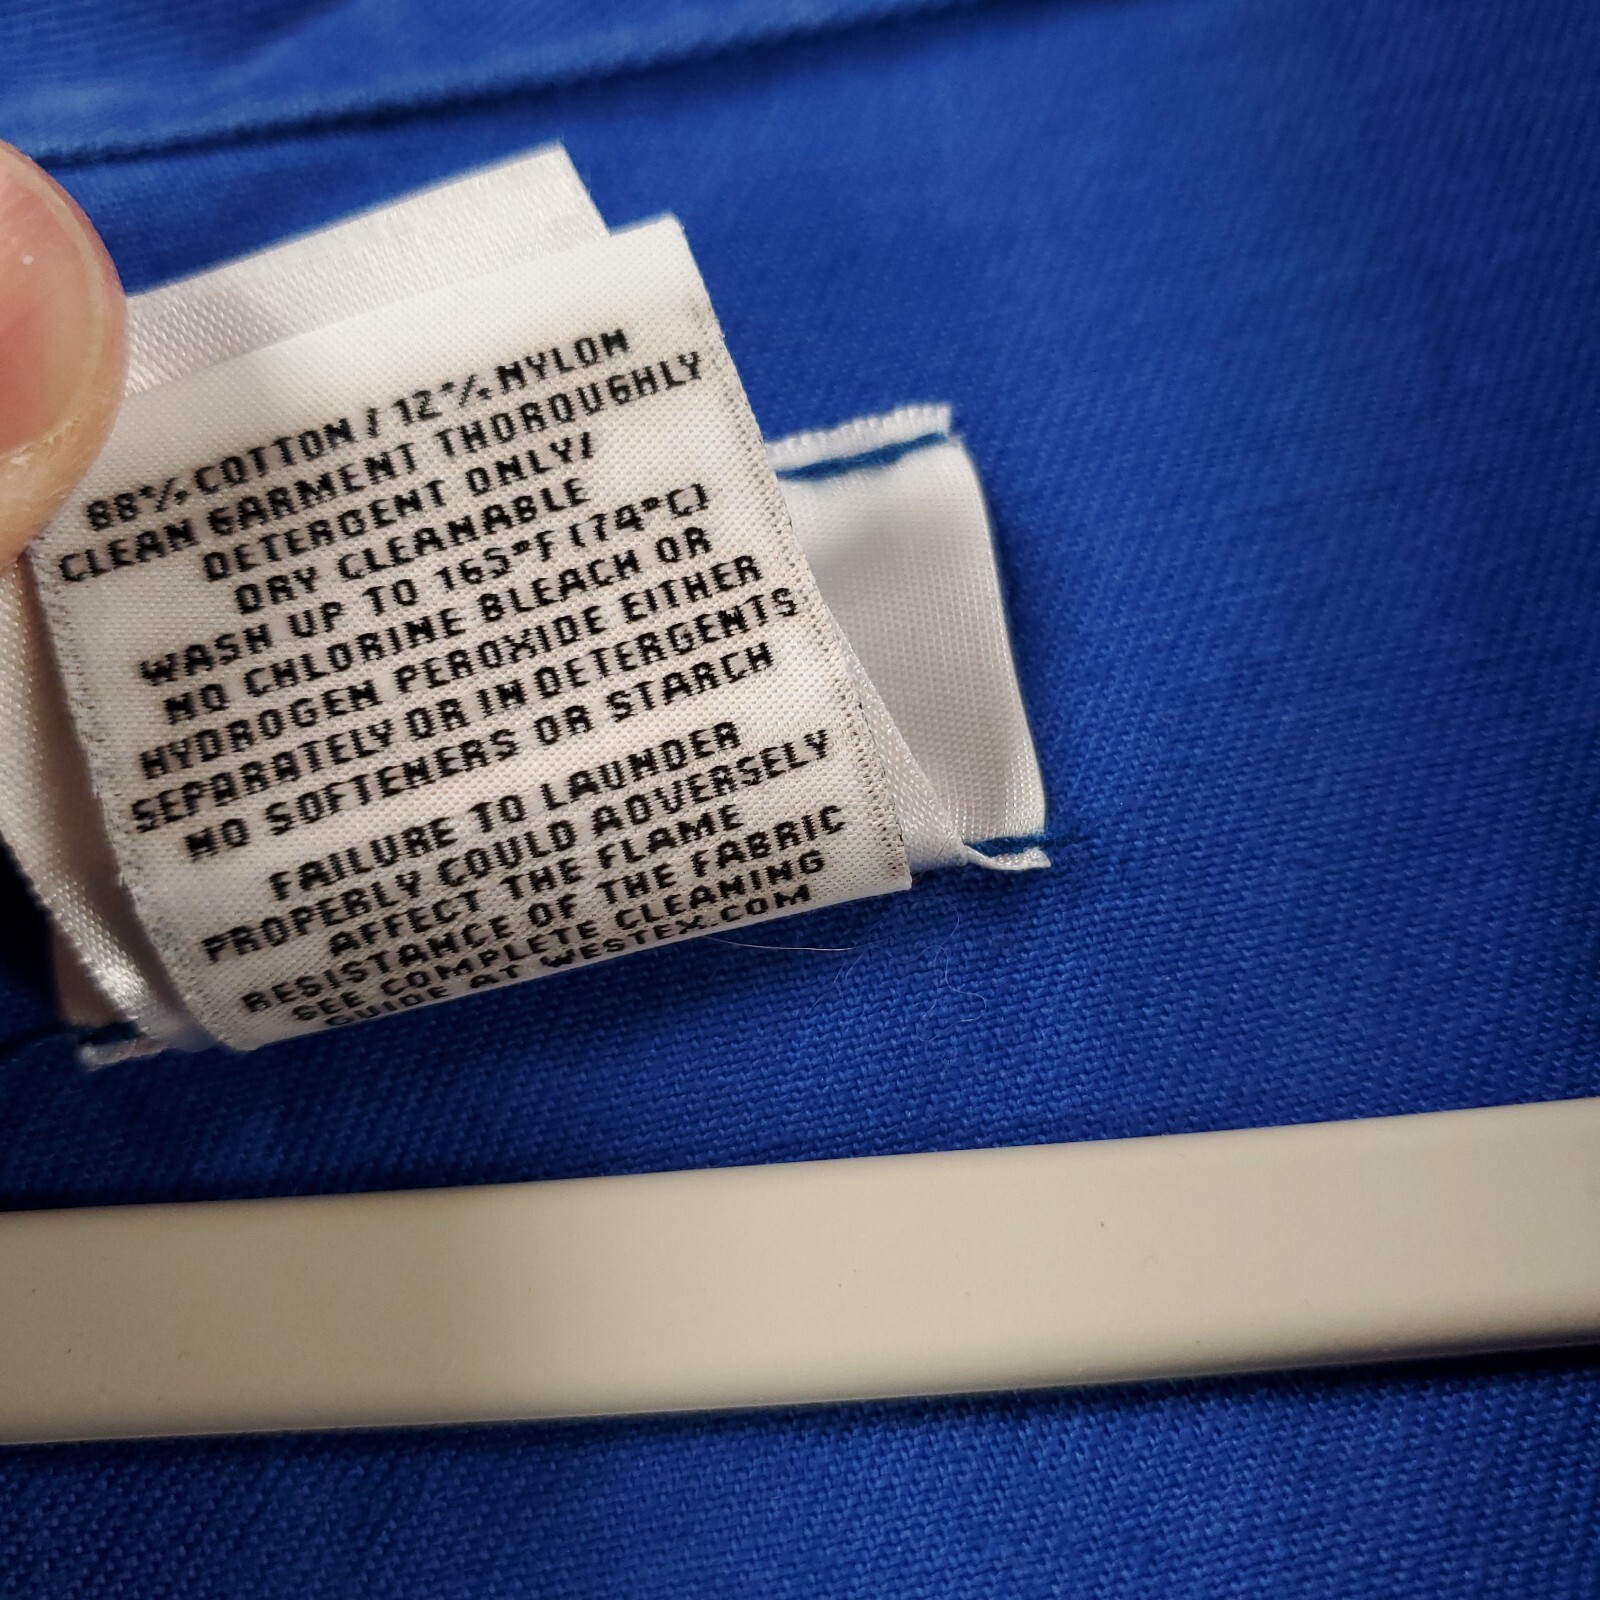 88% COTTON / 12% NYLON
CLEAN GARMENT THOROUGHLY
DETERGENT ONLY/
DRY CLEANABLE
WASH UP TO 165°F (74°C)
NO CHLORINE BLEACH OR
HYDROGEN PEROXIDE EITHER
SEPARATELY OR IN DETERGENTS
NO SOFTENERS OR STARCH
FAILURE TO LAUNDER
PROPERLY COULD ADVERSELY
AFFECT THE FLAME
RESISTANCE OF THE FABRIC
SEE COMPLETE CLEANING
GUIDE AT WESTEX.COM